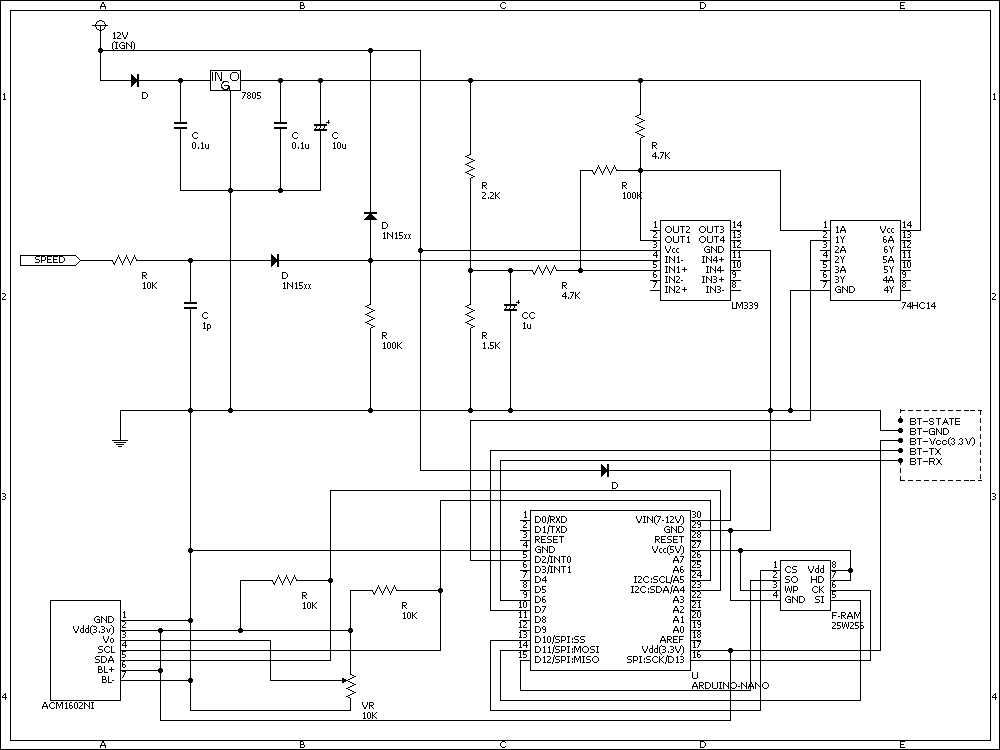 A B C D E
12V
(IGN)
IN O
G
7805
D
1 1
C
0.1u
C
0.1u
C
10u
+
R
4.7K
R
2.2K
R
100K
D
1N15xx
SPEED
R
10K
D
1N15xx
1 OUT2 OUT3 14
2 OUT1 OUT4 13
3 Vcc GND 12
4 IN1- IN4+ 11
5 IN1+ IN4- 10
6 IN2- IN3+ 9
7 IN2+ IN3- 8
LM339
1 1A Vcc 14
2 1Y 6A 13
3 2A 6Y 12
4 2Y 5A 11
5 3A 5Y 10
6 3Y 4A 9
7 GND 4Y 8
74HC14
R
4.7K
2 2
C
1p
R
100K
R
1.5K
CC
1u
+
BT-STATE
BT-GND
BT-Vcc(3.3V)
BT-TX
BT-RX
D
3 3
1 D0/RXD VIN(7-12V) 30
2 D1/TXD GND 29
3 RESET RESET 28
4 GND Vcc(5V) 27
5 D2/INT0 A7 26
6 D3/INT1 A6 25
7 D4 I2C:SCL/A5 24
8 D5 I2C:SDA/A4 23
9 D6 A3 22
10 D7 A2 21
11 D8 A1 20
12 D9 A0 19
13 D10/SPI:SS AREF 18
14 D11/SPI:MOSI Vdd(3.3V) 17
15 D12/SPI:MISO SPI:SCK/D13 16
U
ARDUINO-NANO
1 CS Vdd 8
2 SO HD 7
3 WP CK 6
4 GND SI 5
F-RAM
25W256
R
10K
R
10K
GND 1
Vdd(3.3v) 2
Vo 3
SCL 4
SDA 5
BL+ 6
BL- 7
ACM1602NI
VR
10K
4 4
A B C D E